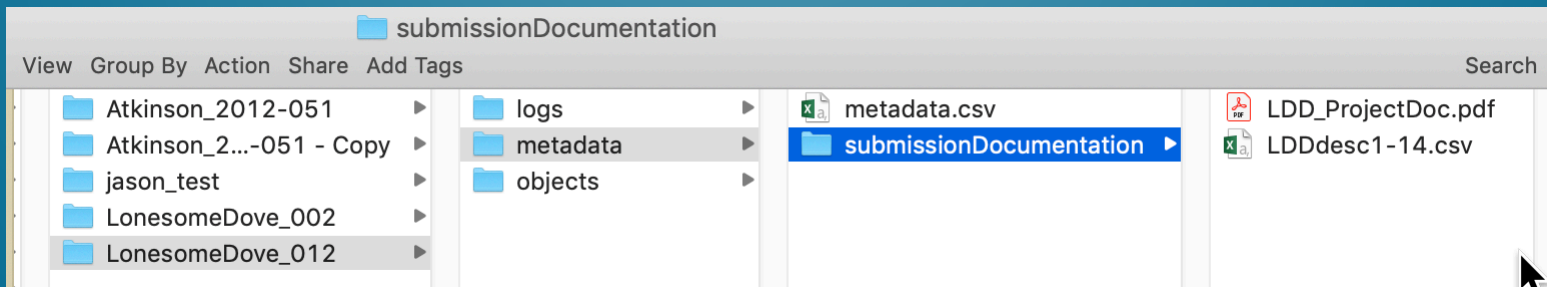 submissionDocumentation
View Group By Action Share Add Tags Search
Atkinson_2012-051
Atkinson_2...-051 - Copy
jason_test
LonesomeDove_002
LonesomeDove_012
logs
metadata
objects
metadata.csv
submissionDocumentation
LDD_ProjectDoc.pdf
LDDdesc1-14.csv